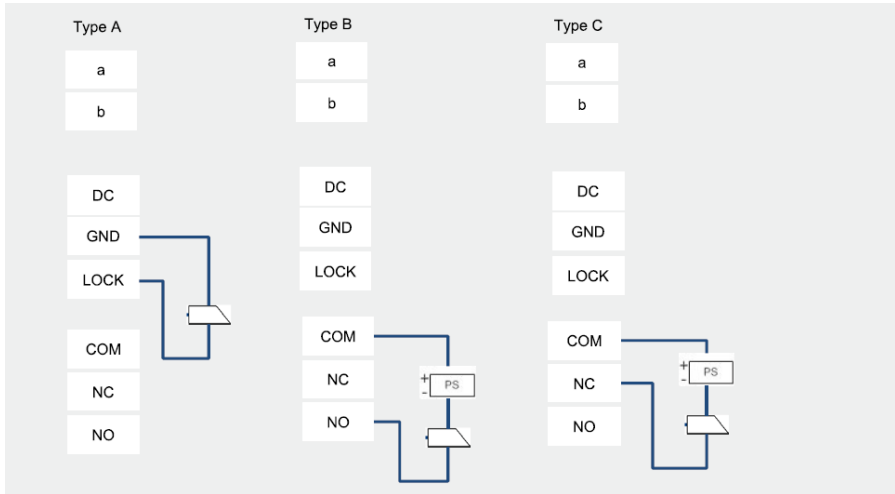 Type A
a
b
DC
GND
LOCK
COM
NC
NO
Type B
a
b
DC
GND
LOCK
COM
NC
NO
+
-
PS
Type C
a
b
DC
GND
LOCK
COM
NC
NO
+
-
PS